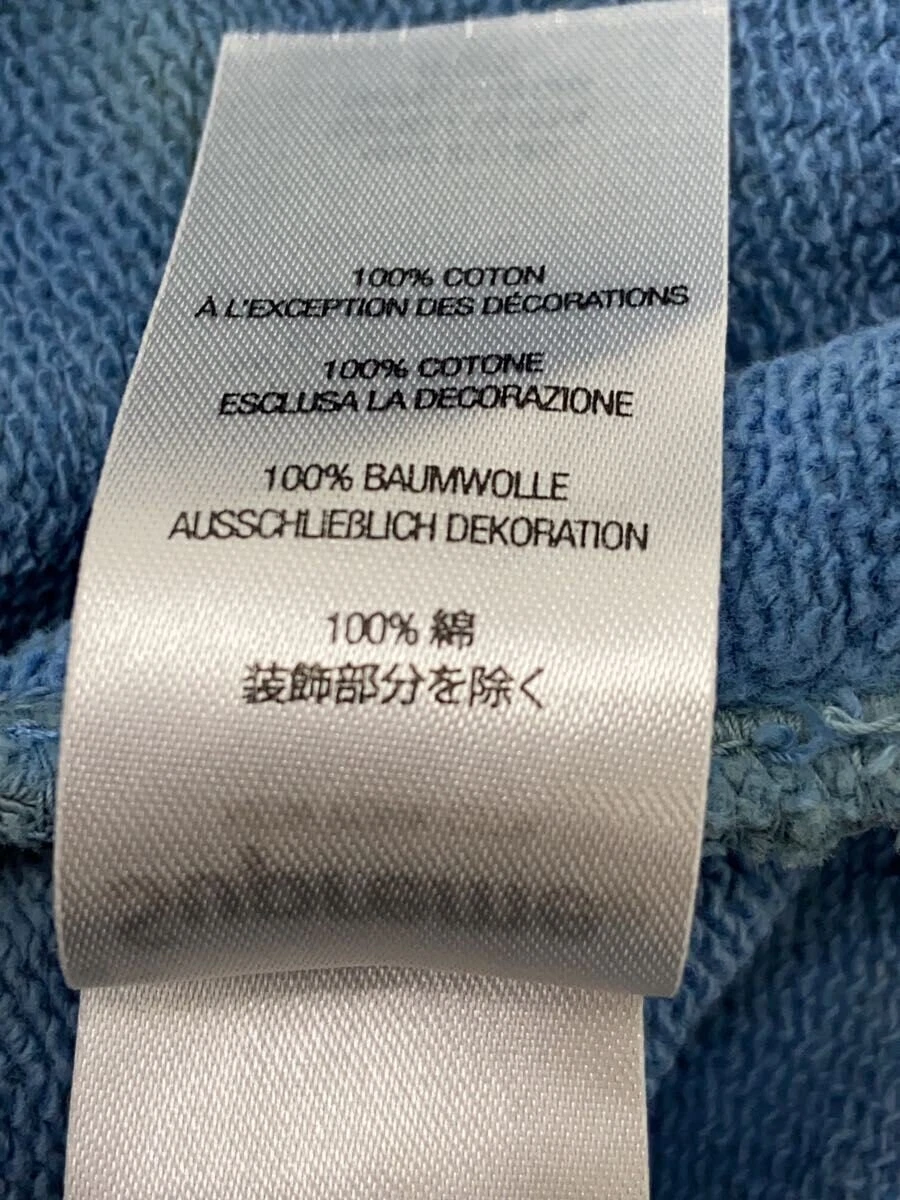 100% COTON
À L'EXCEPTION DES DÉCORATIONS
100% COTONE
ESCLUSA LA DECORAZIONE
100% BAUMWOLLE
AUSSCHLIEßLICH DEKORATION
100% 綿
装飾部分を除く